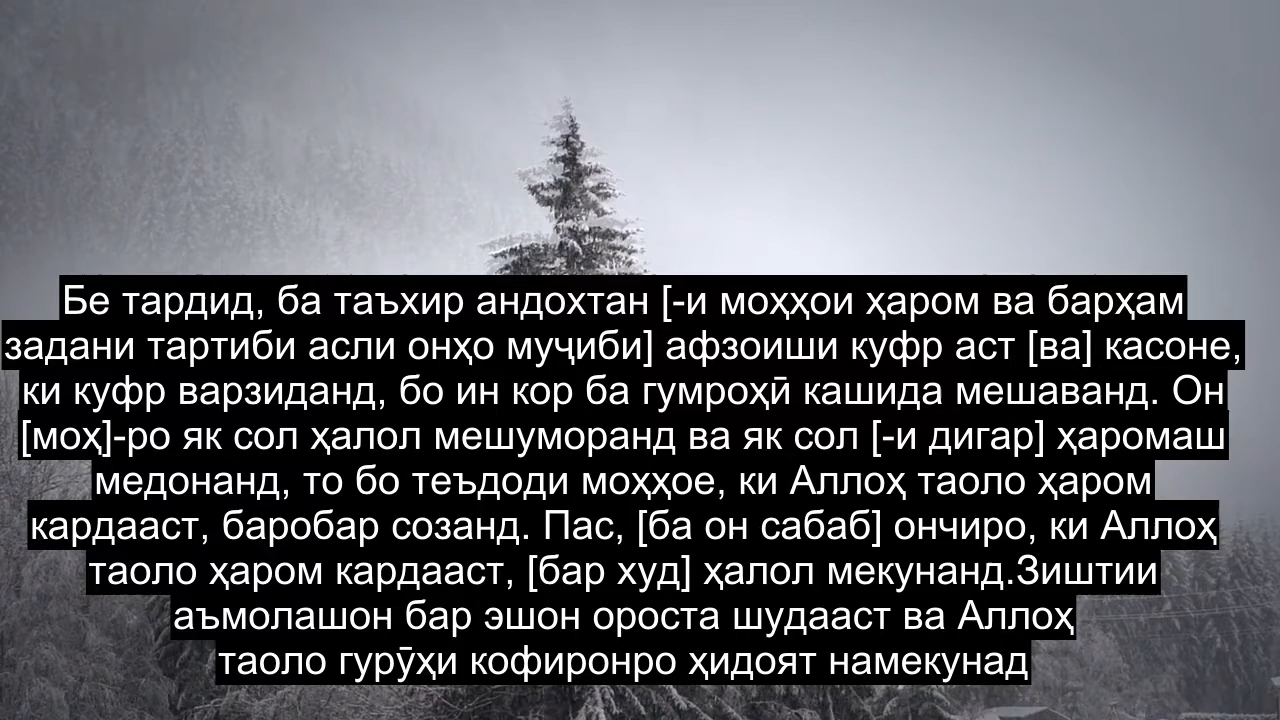 Бе тардид, ба таъхир андохтан [-и моҳҳои ҳаром ва барҳам
задани тартиби асли онҳо муҷиби] афзоиши куфр аст [ва] касоне,
ки куфр варзиданд, бо ин кор ба гумроҳӣ кашида мешаванд. Он
[моҳ]-ро як сол ҳалол мешуморанд ва як сол [-и дигар] ҳаромаш
медонанд, то бо теъдоди моҳҳое, ки Аллоҳ таоло ҳаром
кардааст, баробар созанд. Пас, [ба он сабаб] ончиро, ки Аллоҳ
таоло ҳаром кардааст, [бар худ] ҳалол мекунанд.Зиштии
аъмолашон бар эшон ороста шудааст ва Аллоҳ
таоло гурӯҳи кофиронро ҳидоят намекунад